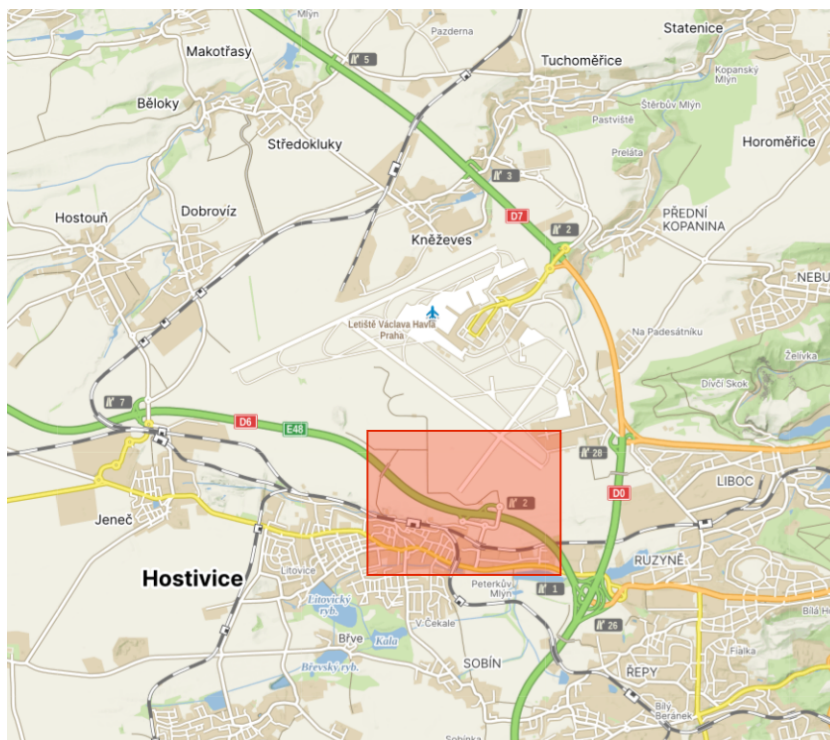 Mlýn
Statenice
Pazderna
Makotřasy
5
Tuchoměřice
Kopanský
Mlýn
Běloky
Štěrbův Mlýn
Pastviště
Středokluky
Horoměřice
Preláta
3
Hostouň
Dobrovíz
D7
2
PŘEDNÍ
KOPANINA
Kněževes
NEBU
Letiště Václava Havla
Praha
Na Padesátníku
Želivka
Dívčí Skok
7
D6
E48
28
LIBOC
2
D0
Jeneč
RUZYNĚ
Hostivice
Litovice
Peterkův
Mlýn
1
Litovický
ryb.
Bílá Ho
V Čekale
26
Břve
Kala
Fialka
Břevský ryb.
SOBÍN
ŘEPY
Bílý
Beránek
Sobínka